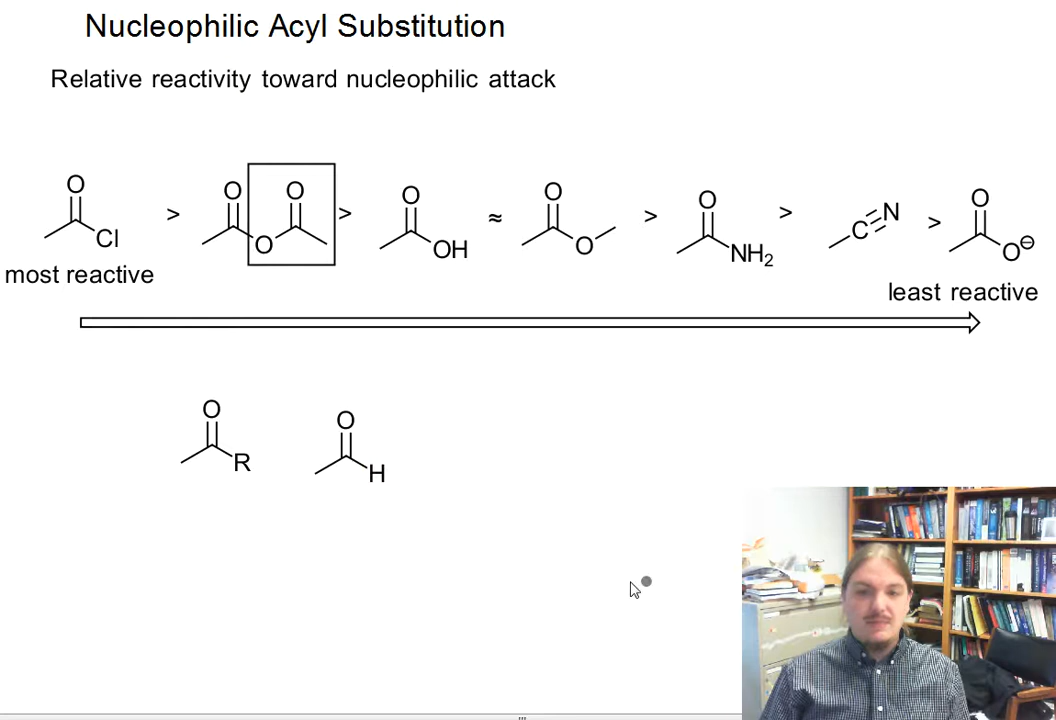 Nucleophilic Acyl Substitution
Relative reactivity toward nucleophilic attack
O Cl > O O O > O OH ≈ O O > O NH₂ > C N > O O⊖
most reactive
least reactive
O R O H